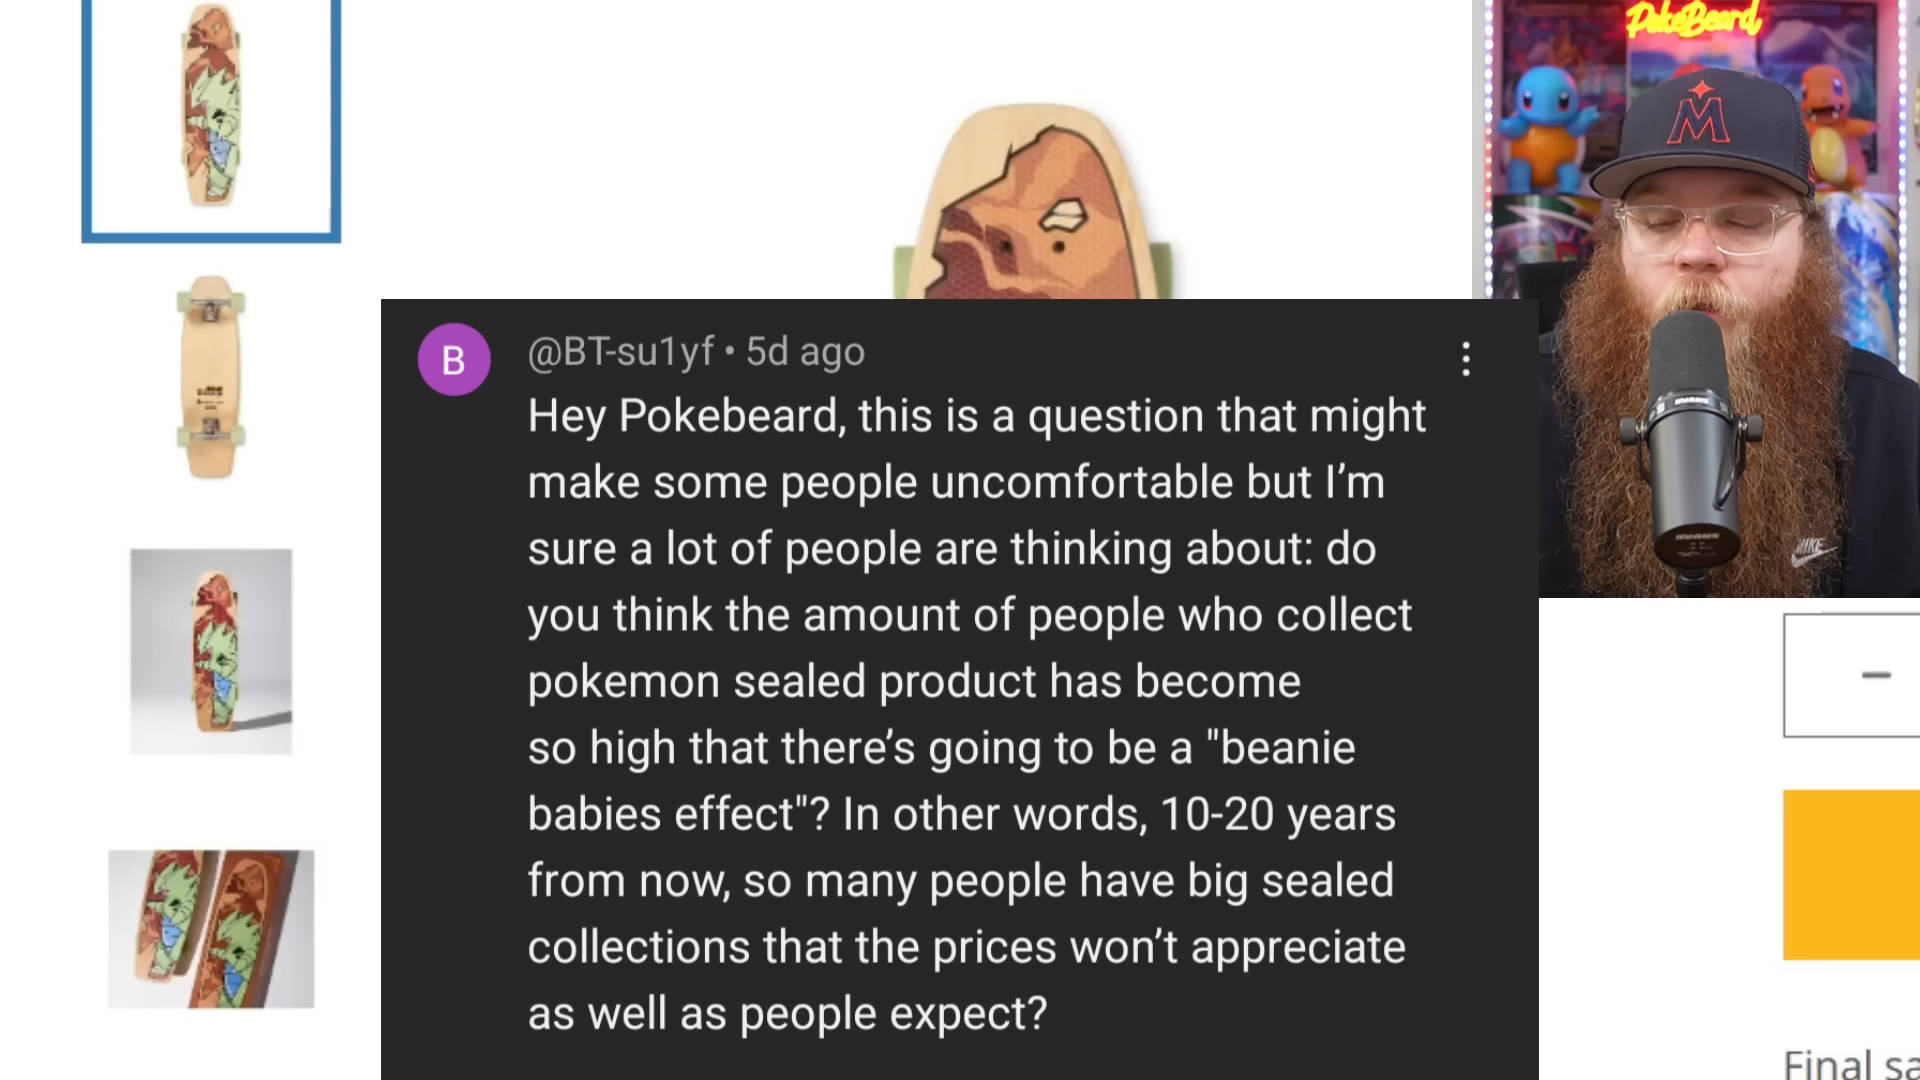 PokeBeard
M
@BT-su1yf • 5d ago
B
Hey Pokebeard, this is a question that might
make some people uncomfortable but I’m
sure a lot of people are thinking about: do
you think the amount of people who collect
pokemon sealed product has become
so high that there’s going to be a "beanie
babies effect"? In other words, 10-20 years
from now, so many people have big sealed
collections that the prices won’t appreciate
as well as people expect?
NIKE
Final sa